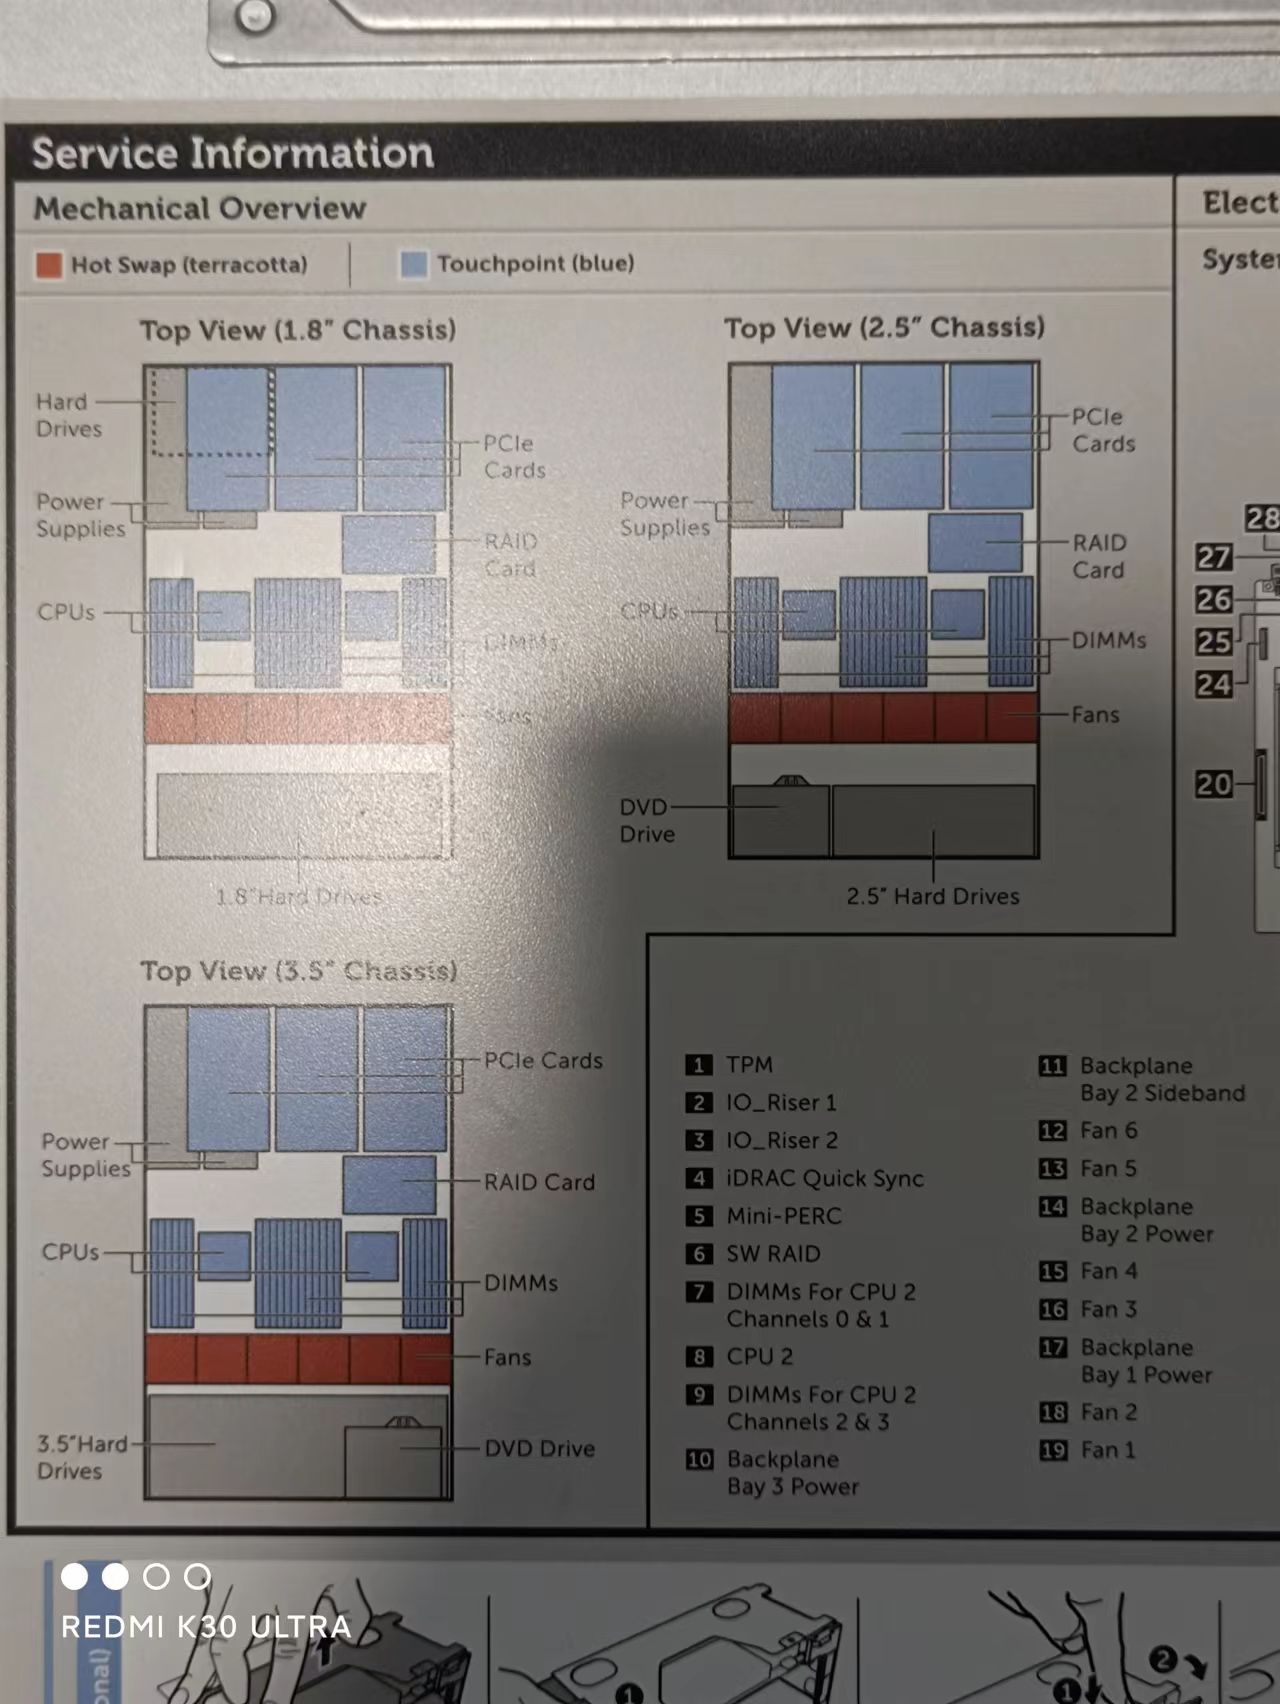 Service Information
Mechanical Overview
Hot Swap (terracotta)
Touchpoint (blue)
Top View (1.8" Chassis)
Hard
Drives
Power
Supplies
CPUs
PCIe
Cards
RAID
Card
DIMMs
Fans
1.8" Hard Drives
Top View (2.5" Chassis)
Power
Supplies
CPUs
DVD
Drive
PCIe
Cards
RAID
Card
DIMMs
Fans
2.5" Hard Drives
Top View (3.5" Chassis)
Power
Supplies
CPUs
3.5"Hard
Drives
PCIe Cards
RAID Card
DIMMs
Fans
DVD Drive
Elect
Syste
28
27
26
25
24
20
1 TPM
2 IO_Riser 1
3 IO_Riser 2
4 iDRAC Quick Sync
5 Mini-PERC
6 SW RAID
7 DIMMs For CPU 2
Channels 0 & 1
8 CPU 2
9 DIMMs For CPU 2
Channels 2 & 3
10 Backplane
Bay 3 Power
11 Backplane
Bay 2 Sideband
12 Fan 6
13 Fan 5
14 Backplane
Bay 2 Power
15 Fan 4
16 Fan 3
17 Backplane
Bay 1 Power
18 Fan 2
19 Fan 1
onal)
1
1
2
REDMI K30 ULTRA